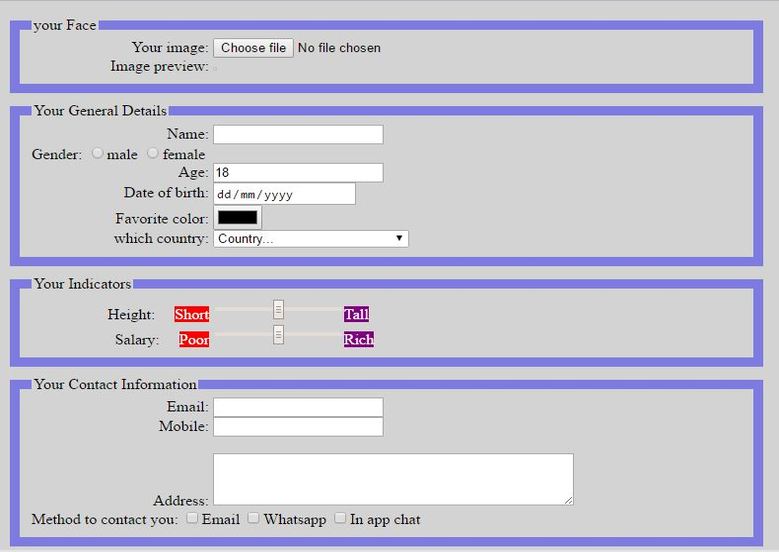 your Face
Your image: Choose file No file chosen
Image preview:
Your General Details
Name:
Gender: male female
Age: 18
Date of birth: dd/mm/yyyy
Favorite color:
which country: Country...
Your Indicators
Height: Short Tall
Salary: Poor Rich
Your Contact Information
Email:
Mobile:
Address:
Method to contact you: Email Whatsapp In app chat